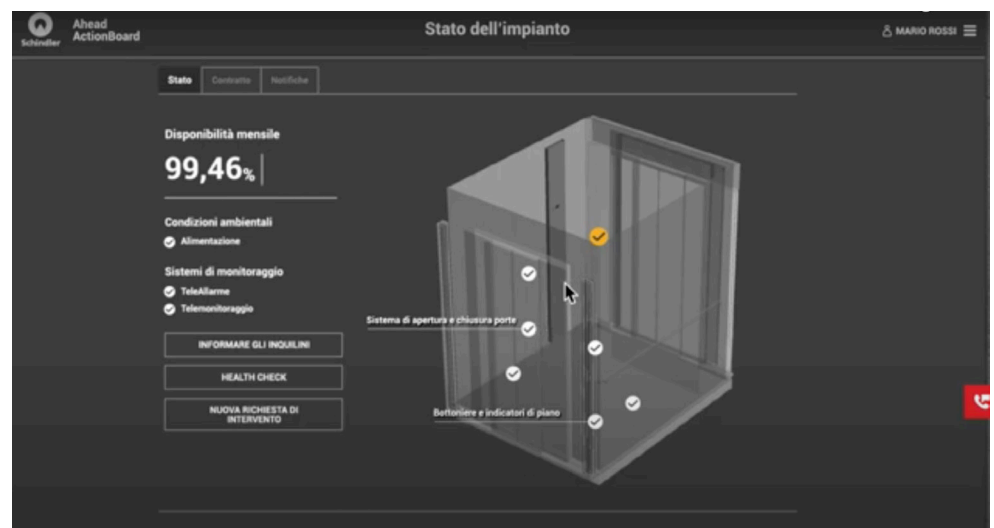 Schindler
Ahead
ActionBoard
Stato dell'impianto
MARIO ROSSI
Stato
Contratto
Notifiche
Disponibilità mensile
99,46%
Condizioni ambientali
Alimentazione
Sistemi di monitoraggio
TeleAllarme
Telemonitoraggio
INFORMARE GLI INQUILINI
HEALTH CHECK
NUOVA RICHIESTA DI
INTERVENTO
Sistema di apertura e chiusura porte
Bottoniere e indicatori di piano